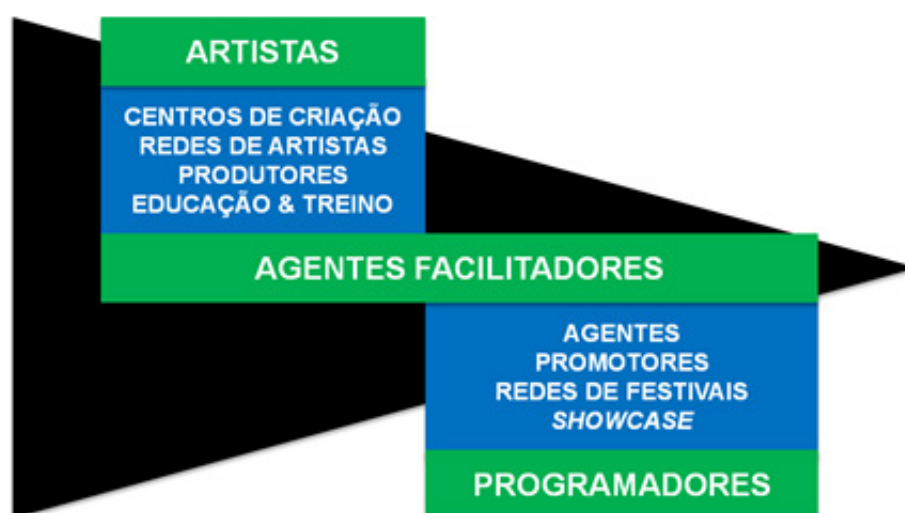 ARTISTAS
CENTROS DE CRIAÇÃO
REDES DE ARTISTAS
PRODUTORES
EDUCAÇÃO & TREINO
AGENTES FACILITADORES
AGENTES
PROMOTORES
REDES DE FESTIVAIS
SHOWCASE
PROGRAMADORES